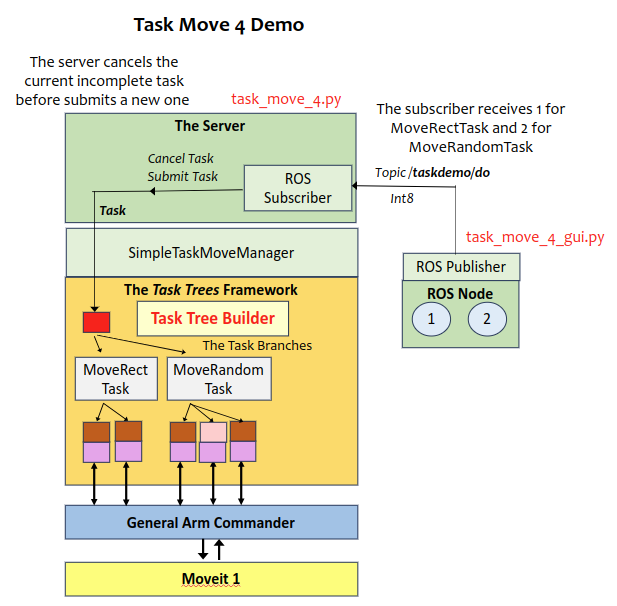 Task Move 4 Demo
The server cancels the
current incomplete task
before submits a new one
task_move_4.py
The subscriber receives 1 for
MoveRectTask and 2 for
MoveRandomTask
The Server
Cancel Task
Submit Task
ROS
Subscriber
Topic /taskdemo/do
Int8
Task
task_move_4_gui.py
SimpleTaskMoveManager
ROS Publisher
ROS Node
1
2
The Task Trees Framework
Task Tree Builder
The Task Branches
MoveRect
Task
MoveRandom
Task
General Arm Commander
Moveit 1